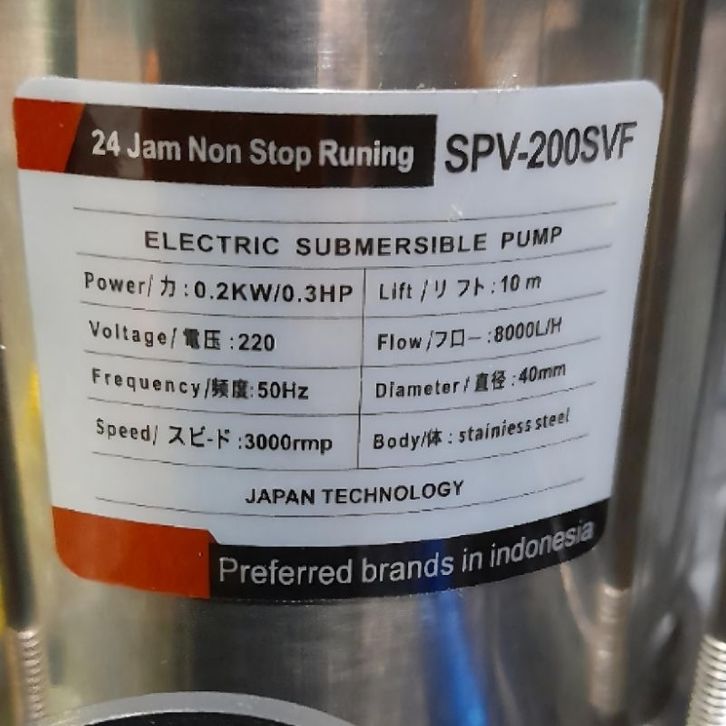 24 Jam Non Stop Runing SPV-200SVF
ELECTRIC SUBMERSIBLE PUMP
Power/力:0.2KW/0.3HP Lift/リフト:10 m
Voltage/電圧:220 Flow/フロー:8000L/H
Frequency/頻度:50Hz Diameter/直径:40mm
Speed/スピード:3000rmp Body/体:stainiess steel
JAPAN TECHNOLOGY
Preferred brands in indonesia